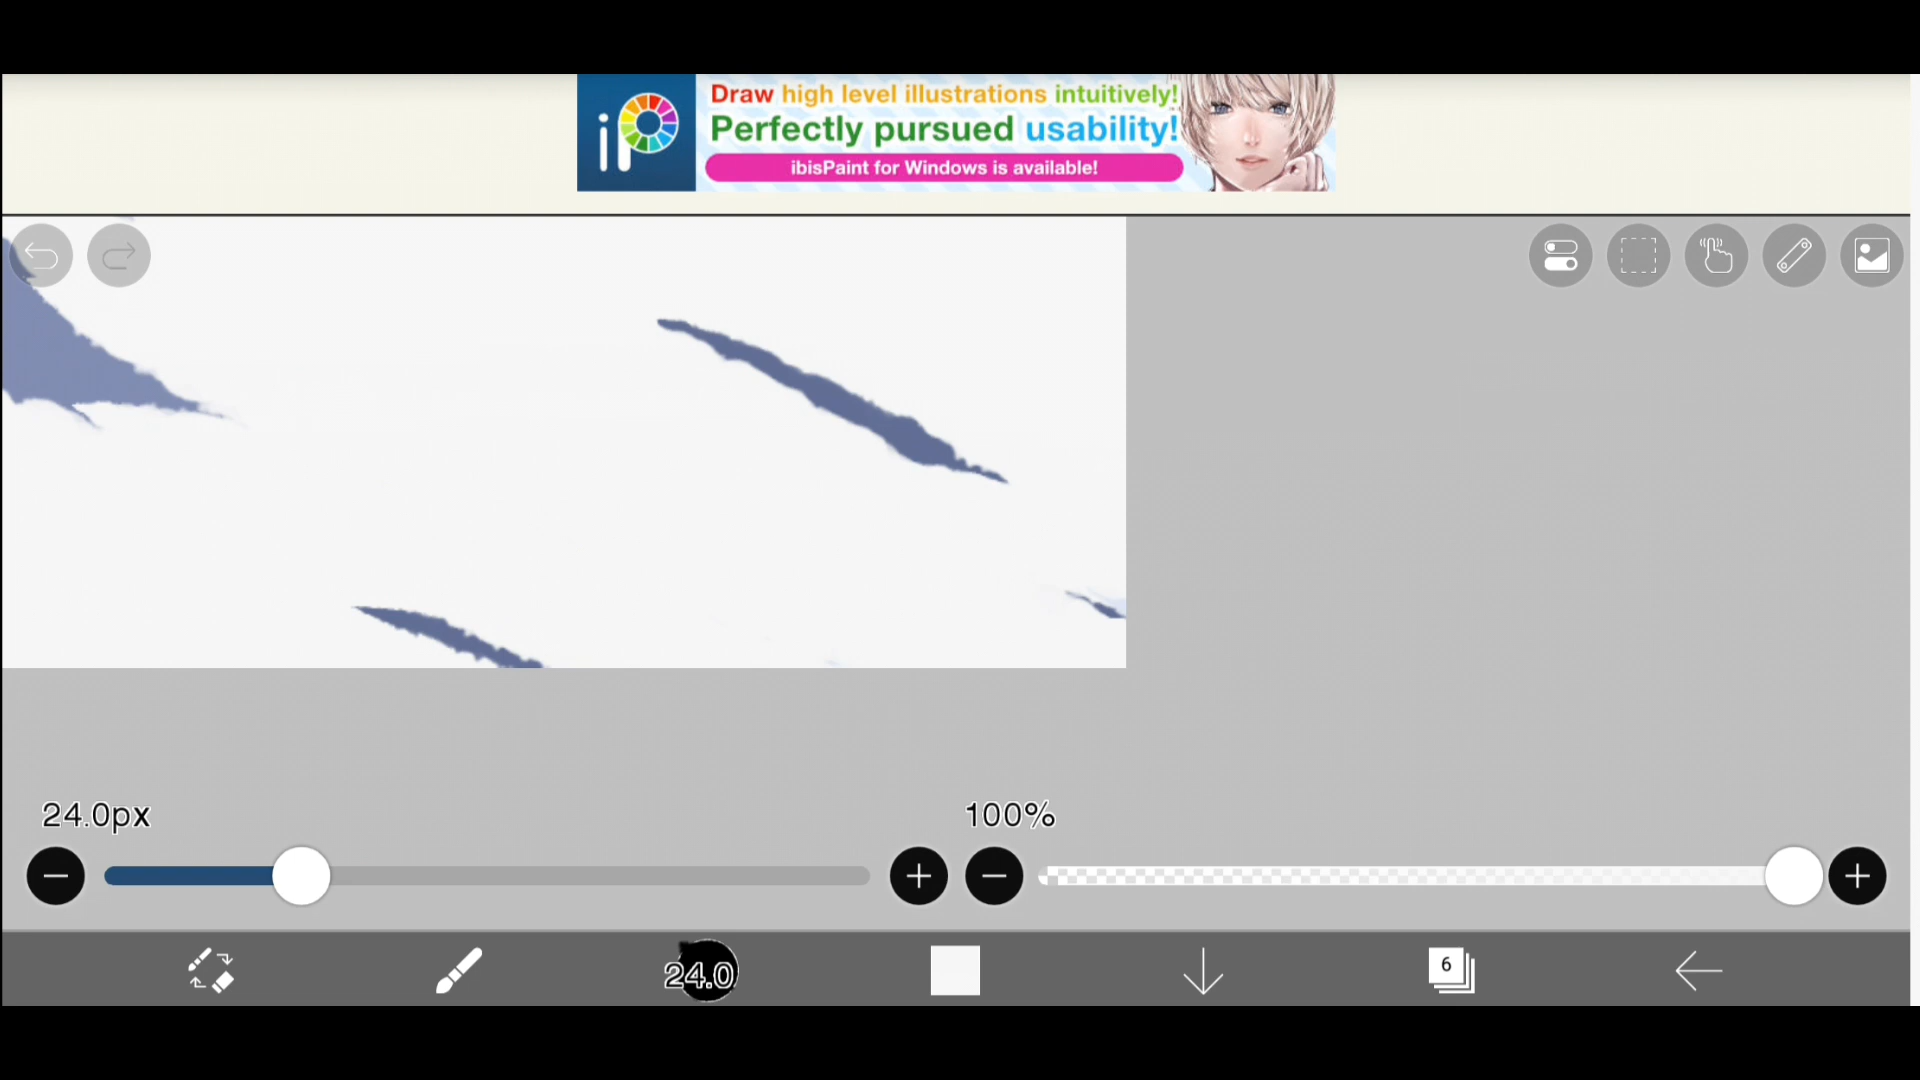 iP
Draw high level illustrations intuitively!
Perfectly pursued usability!
ibisPaint for Windows is available!
24.0px
100%
24.0
6